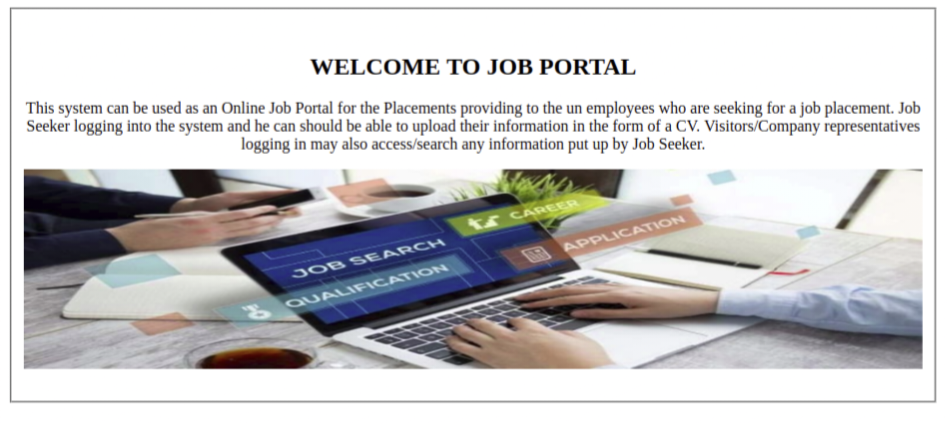 WELCOME TO JOB PORTAL
This system can be used as an Online Job Portal for the Placements providing to the un employees who are seeking for a job placement. Job
Seeker logging into the system and he can should be able to upload their information in the form of a CV. Visitors/Company representatives
logging in may also access/search any information put up by Job Seeker.
CAREER
APPLICATION
JOB SEARCH
QUALIFICATION